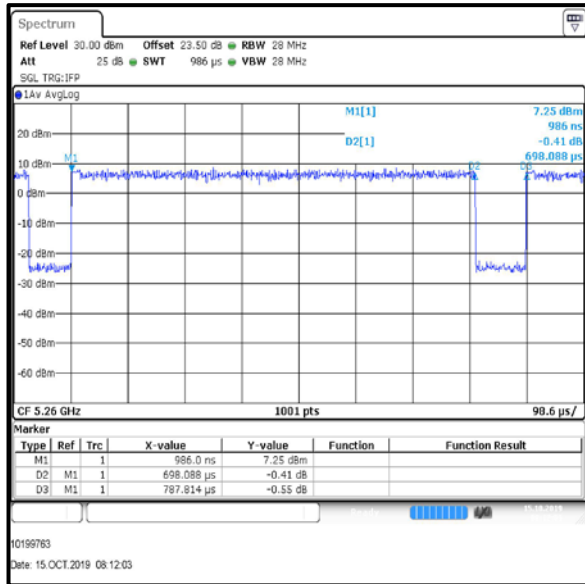 Spectrum
Ref Level 30.00 dBm Offset 23.50 dB RBW 28 MHz
Att 25 dB SWT 986 µs VBW 28 MHz
SGL TRG:IFP
1Av AvgLog
M1[1] 7.25 dBm
986 ns
D2[1] -0.41 dB
698.088 µs
20 dBm
10 dBm
M1 D2 D3
0 dBm
-10 dBm
-20 dBm
-30 dBm
-40 dBm
-50 dBm
-60 dBm
CF 5.26 GHz 1001 pts 98.6 µs/
Marker
Type Ref Trc X-value Y-value Function Function Result
M1 1 986.0 ns 7.25 dBm
D2 M1 1 698.088 µs -0.41 dB
D3 M1 1 787.814 µs -0.55 dB
15.10.2019
10199763
Date: 15.OCT.2019 08:12:03